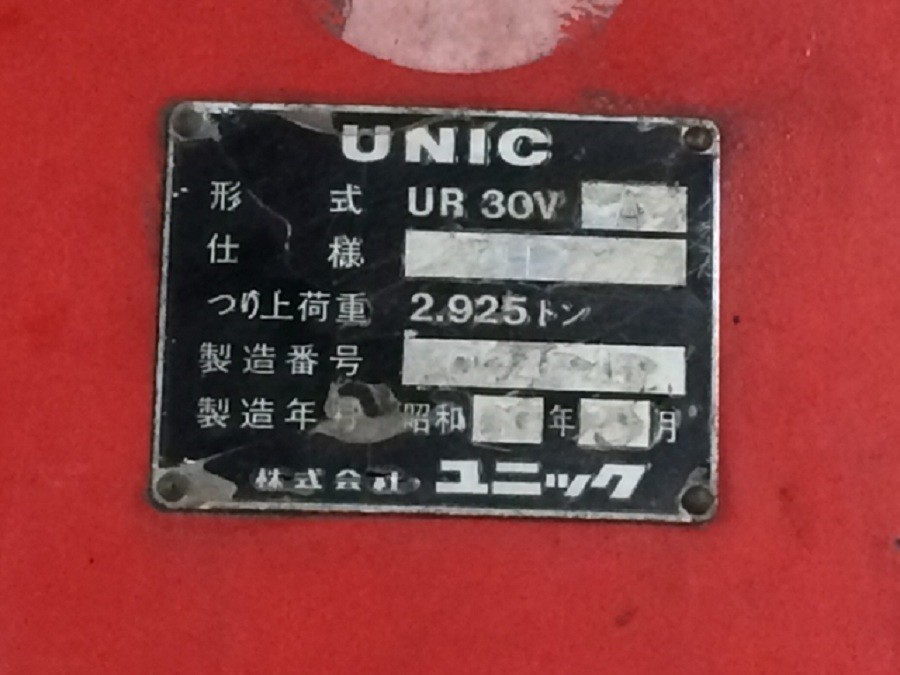 UNIC
形 式 UR 30V
仕 様
つり上荷重 2.925トン
製造番号
製造年月 昭和 年 月
株式会社 ユニック